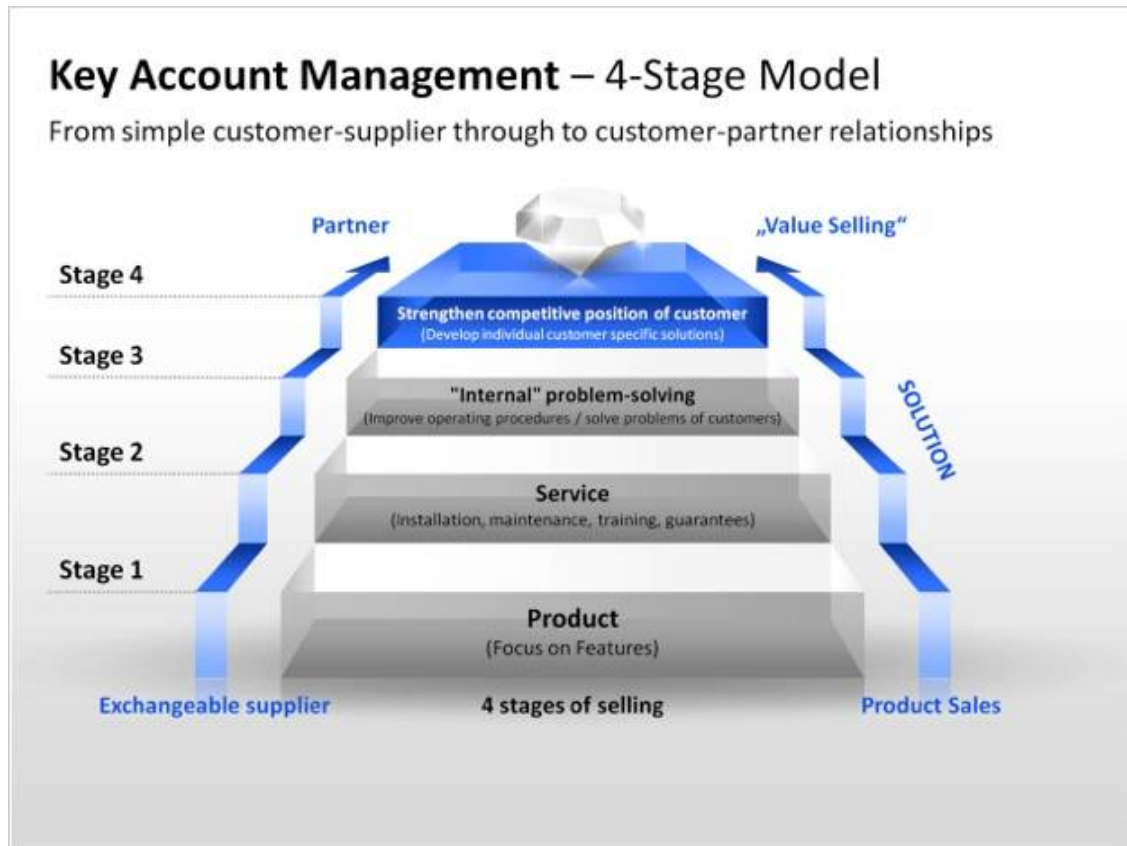 Key Account Management – 4-Stage Model
From simple customer-supplier through to customer-partner relationships
Partner
„Value Selling“
Stage 4
Strengthen competitive position of customer
(Develop individual customer specific solutions)
Stage 3
"Internal" problem-solving
(Improve operating procedures / solve problems of customers)
SOLUTION
Stage 2
Service
(Installation, maintenance, training, guarantees)
Stage 1
Product
(Focus on Features)
Exchangeable supplier
4 stages of selling
Product Sales